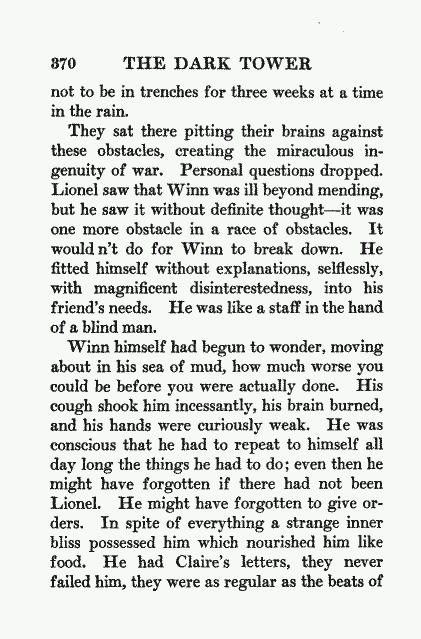 370 THE DARK TOWER
not to be in trenches for three weeks at a time
in the rain.
They sat there pitting their brains against
these obstacles, creating the miraculous in-
genuity of war. Personal questions dropped.
Lionel saw that Winn was ill beyond mending,
but he saw it without definite thought—it was
one more obstacle in a race of obstacles. It
would n't do for Winn to break down. He
fitted himself without explanations, selflessly,
with magnificent disinterestedness, into his
friend's needs. He was like a staff in the hand
of a blind man.
Winn himself had begun to wonder, moving
about in his sea of mud, how much worse you
could be before you were actually done. His
cough shook him incessantly, his brain burned,
and his hands were curiously weak. He was
conscious that he had to repeat to himself all
day long the things he had to do; even then he
might have forgotten if there had not been
Lionel. He might have forgotten to give or-
ders. In spite of everything a strange inner
bliss possessed him which nourished him like
food. He had Claire's letters, they never
failed him, they were as regular as the beats of